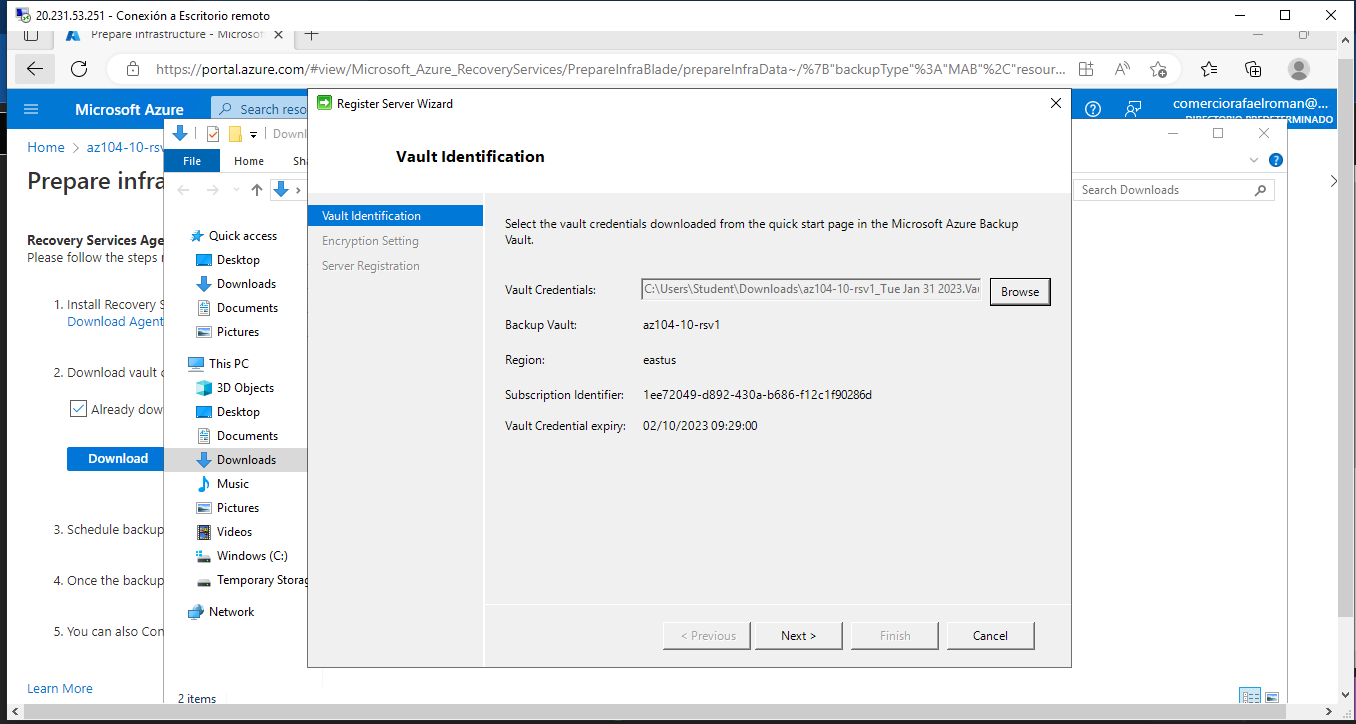 20.231.53.251 - Conexión a Escritorio remoto
Prepare infrastructure - Microsof
https://portal.azure.com/#view/Microsoft_Azure_RecoveryServices/PrepareInfraBlade/prepareInfraData~/%7B"backupType"%3A"MAB"%2C"resour...
Microsoft Azure
Search reso
comerciorafaelroman@...
DIRECTORIO PREDETERMINADO
Home > az104-10-rsv
Prepare infra
Recovery Services Age
Please follow the steps
1. Install Recovery S
Download Agent
2. Download vault c
Already dow
Download
3. Schedule backup
4. Once the backup
5. You can also Con
Learn More
Downl
File
Home
Sh
Search Downloads
Quick access
Desktop
Downloads
Documents
Pictures
This PC
3D Objects
Desktop
Documents
Downloads
Music
Pictures
Videos
Windows (C:)
Temporary Storag
Network
2 items
Register Server Wizard
Vault Identification
Vault Identification
Encryption Setting
Server Registration
Select the vault credentials downloaded from the quick start page in the Microsoft Azure Backup
Vault.
Vault Credentials:
C:\Users\Student\Downloads\az104-10-rsv1_Tue Jan 31 2023.Vau
Browse
Backup Vault:
az104-10-rsv1
Region:
eastus
Subscription Identifier:
1ee72049-d892-430a-b686-f12c1f90286d
Vault Credential expiry:
02/10/2023 09:29:00
< Previous
Next >
Finish
Cancel